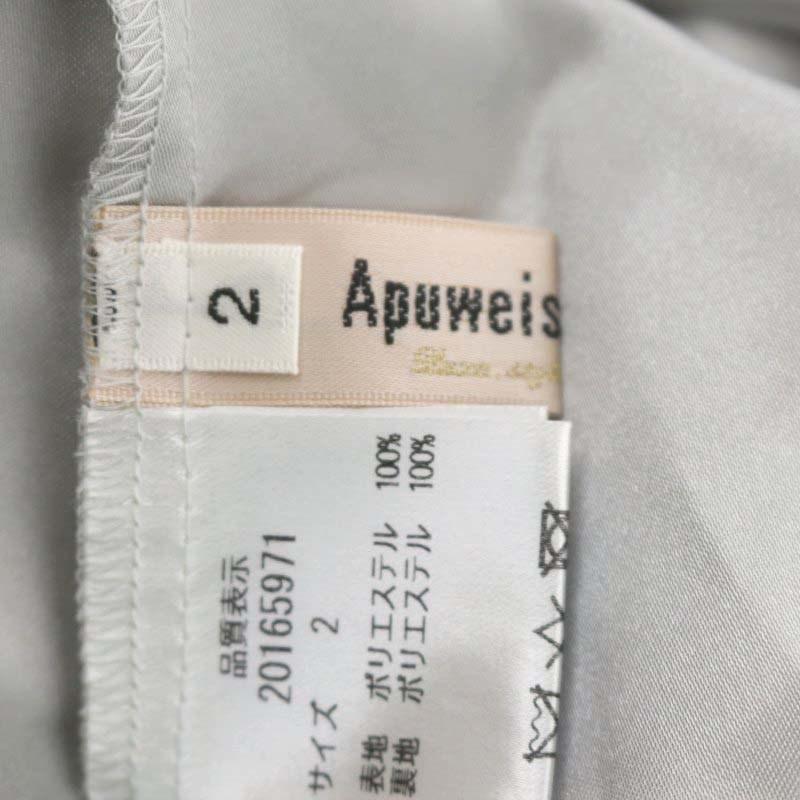 2
Apuweis
品質表示
20165971
サイズ 2
表地 ポリエステル 100%
裏地 ポリエステル 100%